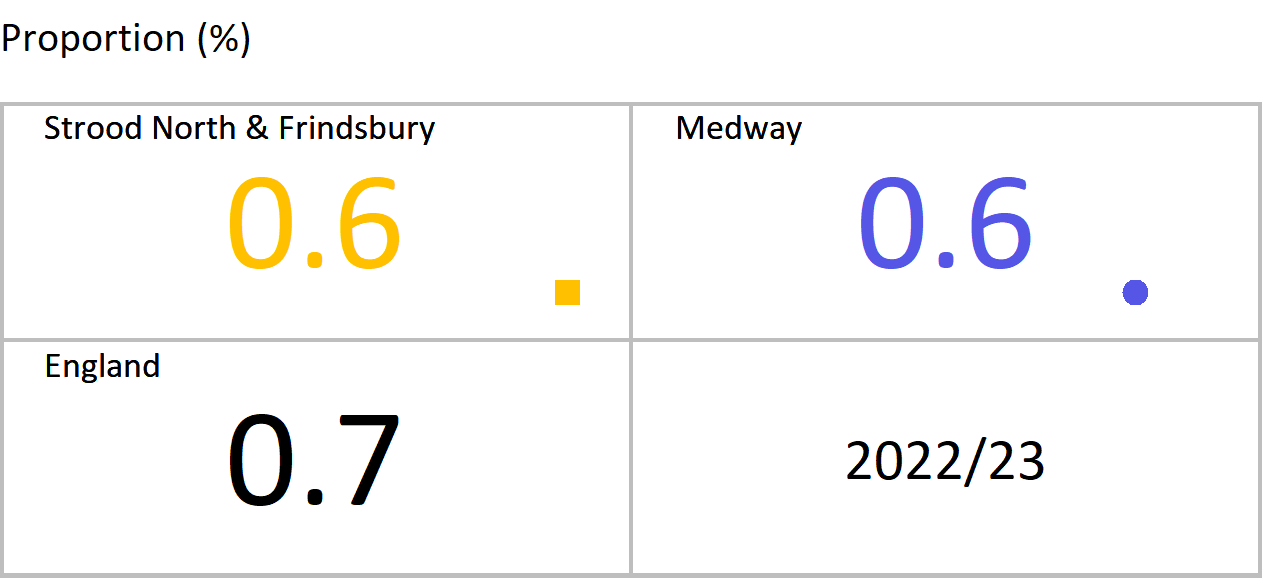 Proportion (%)
Strood North & Frindsbury
0.6
Medway
0.6
England
0.7
2022/23